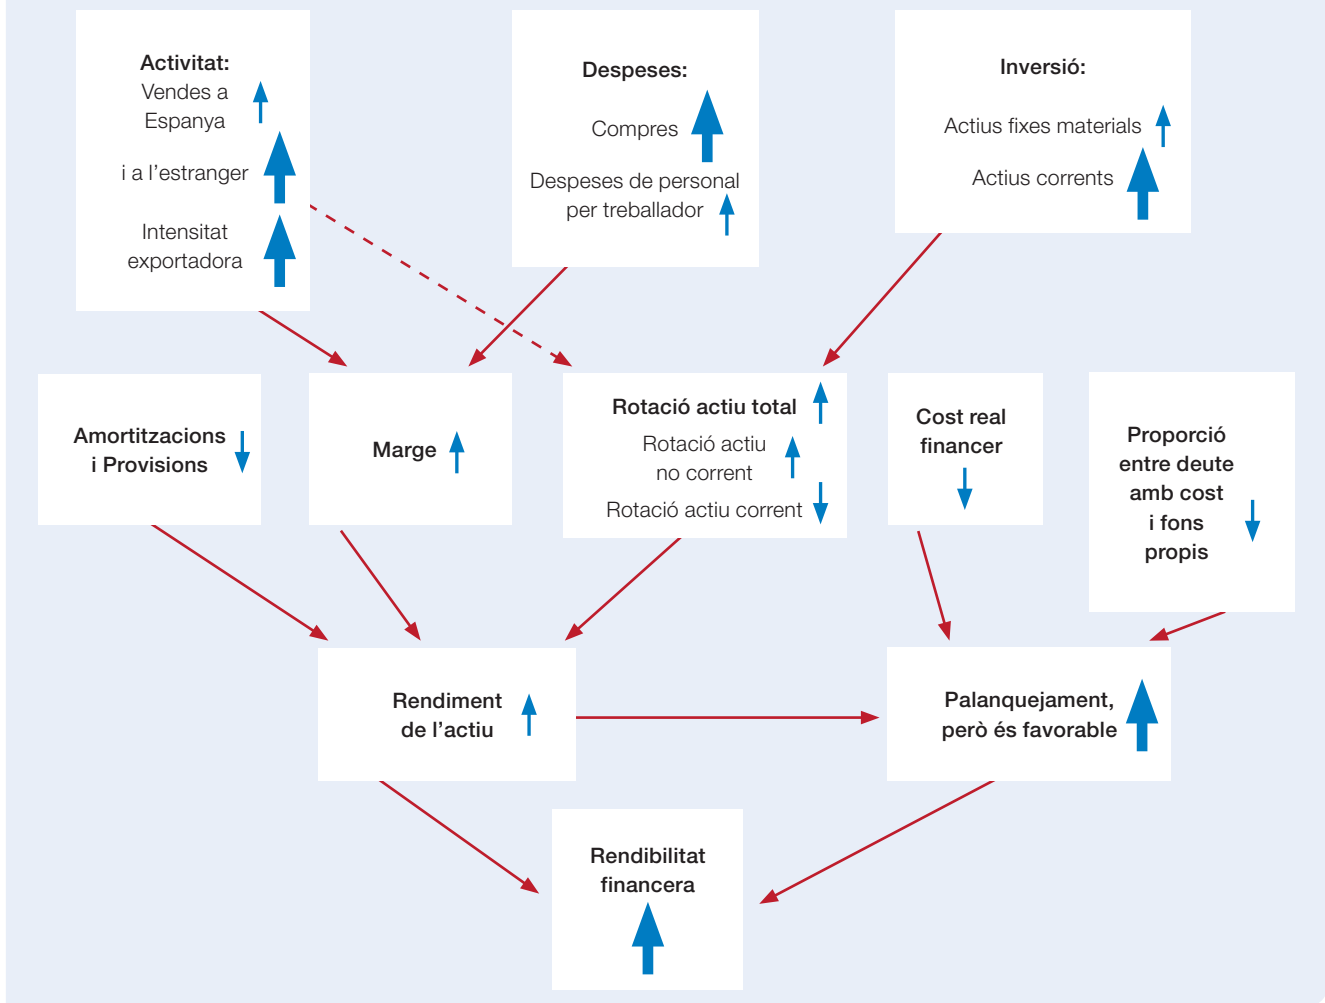 Activitat:
Vendes a
Espanya
i a l’estranger
Intensitat
exportadora
Despeses:
Compres
Despeses de personal
per treballador
Inversió:
Actius fixes materials
Actius corrents
Amortitzacions
i Provisions
Marge
Rotació actiu total
Rotació actiu
no corrent
Rotació actiu corrent
Cost real
financer
Proporció
entre deute
amb cost
i fons
propis
Rendiment
de l’actiu
Palanquejament,
però és favorable
Rendibilitat
financera